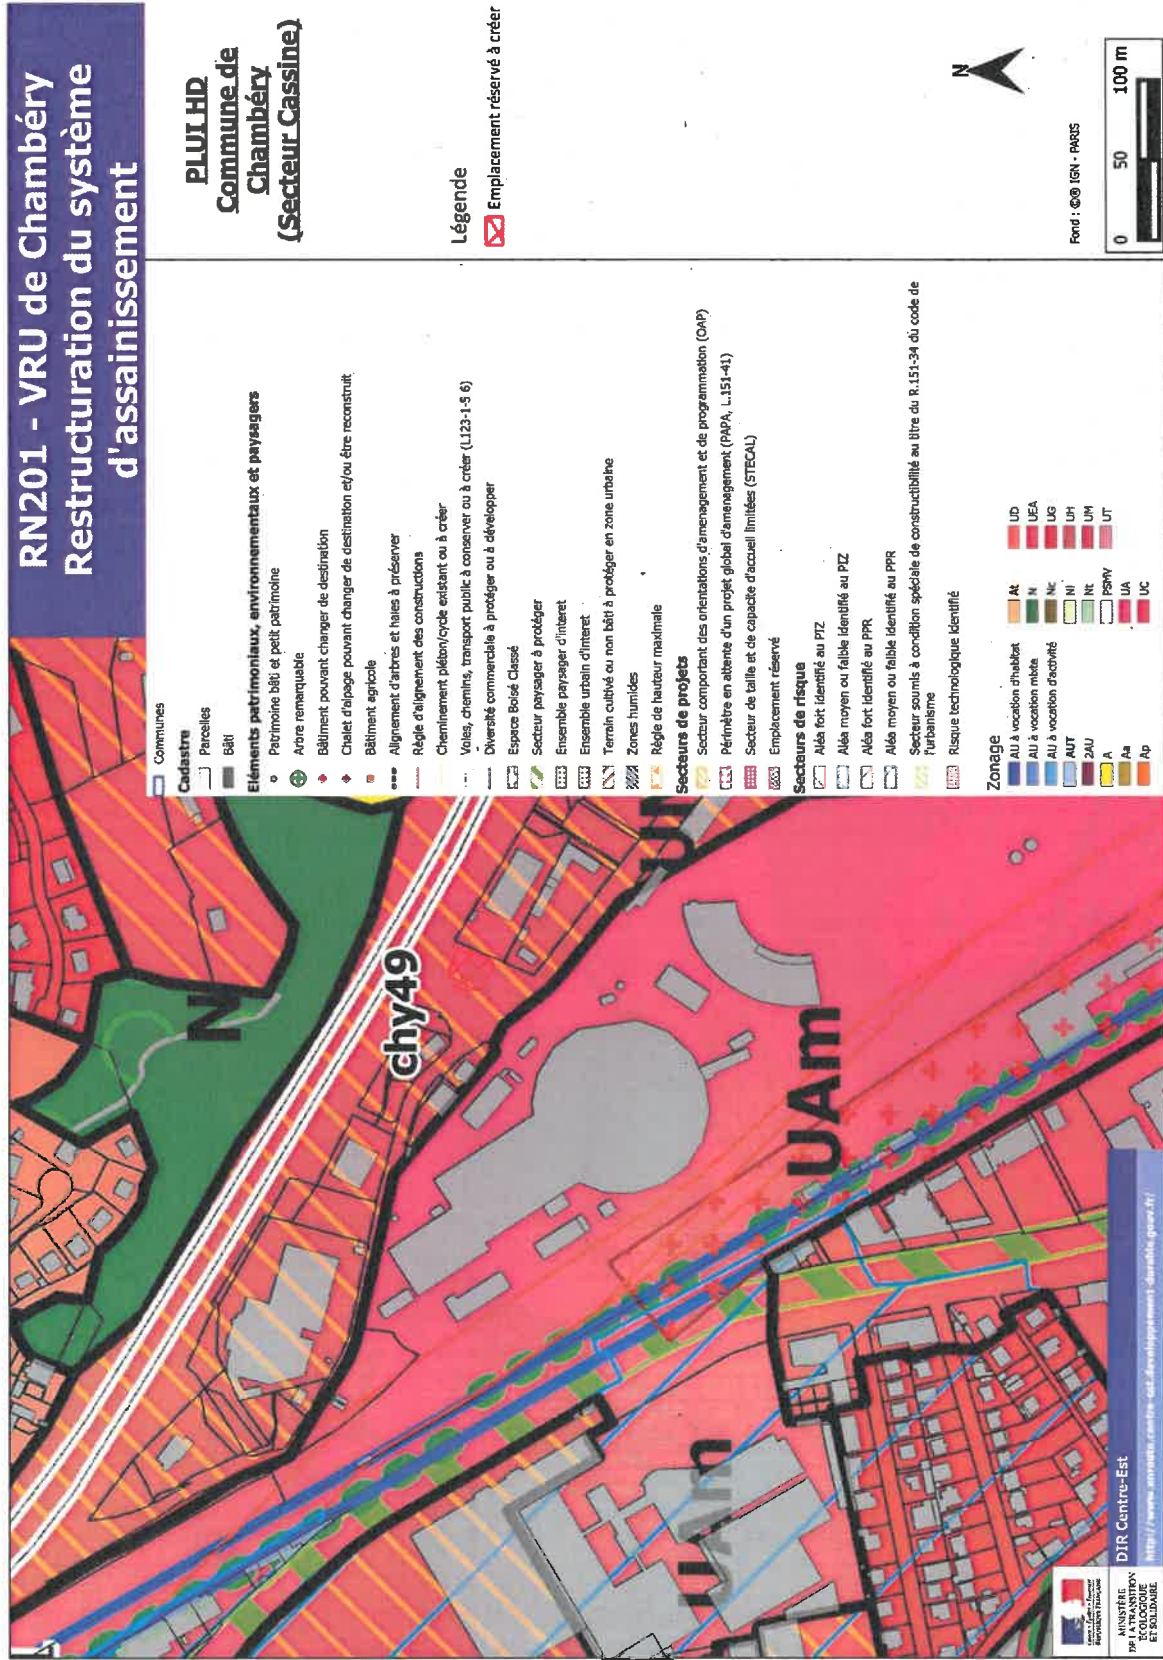 RN201 - VRU de Chambéry
Restructuration du système
d'assainissement
PLUI HD
Commune de
Chambéry
(Secteur Cassine)
Légende
Emplacement réservé à créer
N
Fond : ©® IGN - PARIS
0 50 100 m
Communes
Cadastre
Parcelles
Bâti
Eléments patrimoniaux, environnementaux et paysagers
Patrimoine bâti et petit patrimoine
Arbre remarquable
Bâtiment pouvant changer de destination
Chalet d'alpage pouvant changer de destination et/ou être reconstruit
Bâtiment agricole
Alignement d'arbres et haies à préserver
Règle d'alignement des constructions
Cheminement piéton/cycle existant ou à créer
Voies, chemins, transport public à conserver ou à créer (L123-1-5 6)
Diversité commerciale à protéger ou à développer
Espace Boisé Classé
Secteur paysager à protéger
Ensemble paysager d'interet
Ensemble urbain d'interet
Terrain cultivé ou non bâti à protéger en zone urbaine
Zones humides
Règle de hauteur maximale
Secteurs de projets
Secteur comportant des orientations d'amenagement et de programmation (OAP)
Périmètre en attente d'un projet global d'amenagement (PAPA, L.151-41)
Secteur de taille et de capacite d'accueil limitées (STECAL)
Emplacement réservé
Secteurs de risque
Aléa fort identifié au PIZ
Aléa moyen ou faible identifié au PIZ
Aléa fort identifié au PPR
Aléa moyen ou faible identifié au PPR
Secteur soumis à condition spéciale de constructibilité au titre du R.151-34 du code de
l'urbanisme
Risque technologique identifié
Zonage
AU à vocation d'habitat
AU à vocation mixte
AU à vocation d'activité
AUT
2AU
A
Aa
Ap
At
N
Nc
Nl
Nt
PSMV
UA
UC
UD
UEA
UG
UH
UM
UT
N
chy49
UAm
UAm
MINISTÈRE
DE LA TRANSITION
ÉCOLOGIQUE
ET SOLIDAIRE
DIR Centre-Est